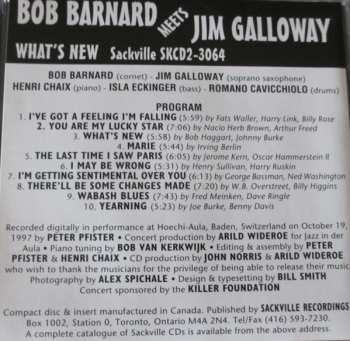 BOB BARNARD MEETS JIM GALLOWAY
WHAT'S NEW Sackville SKCD2-3064
BOB BARNARD (cornet) - JIM GALLOWAY (soprano saxophone)
HENRI CHAIX (piano) - ISLA ECKINGER (bass) - ROMANO CAVICCHIOLO (drums)
PROGRAM
1. I'VE GOT A FEELING I'M FALLING (5:59) by Fats Waller, Harry Link, Billy Rose
2. YOU ARE MY LUCKY STAR (7:06) by Nacio Herb Brown, Arthur Freed
3. WHAT'S NEW (5:58) by Bob Haggart, Johnny Burke
4. MARIE (5:44) by Irving Berlin
5. THE LAST TIME I SAW PARIS (6:05) by Jerome Kern, Oscar Hammerstein II
6. I MAY BE WRONG (5:31) by Henry Sullivan, Harry Ruskin
7. I'M GETTING SENTIMENTAL OVER YOU (6:13) by George Bassman, Ned Washington
8. THERE'LL BE SOME CHANGES MADE (7:20) by W.B. Overstreet, Billy Higgins
9. WABASH BLUES (7:43) by Fred Meinken, Dave Ringle
10. YEARNING (5:23) by Joe Burke, Benny Davis
Recorded digitally in performance at Hoechi-Aula, Baden, Switzerland on October 19,
1997 by PETER PFISTER • Concert production by ARILD WIDEROE for Jazz in der
Aula • Piano tuning by BOB VAN KERKWIJK • Editing & assembly by PETER
PFISTER & HENRI CHAIX • CD production by JOHN NORRIS & ARILD WIDEROE
who wish to thank the musicians for the privilege of being able to release their music
Photography by ALEX SPICHALE • Design & typesetting by BILL SMITH
Concert sponsored by the KILLER FOUNDATION
Compact disc & insert manufactured in Canada. Published by SACKVILLE RECORDINGS
Box 1002, Station O, Toronto, Ontario M4A 2N4. Tel/Fax (416) 593-7230.
A complete catalogue of Sackville CDs is available from the above address.